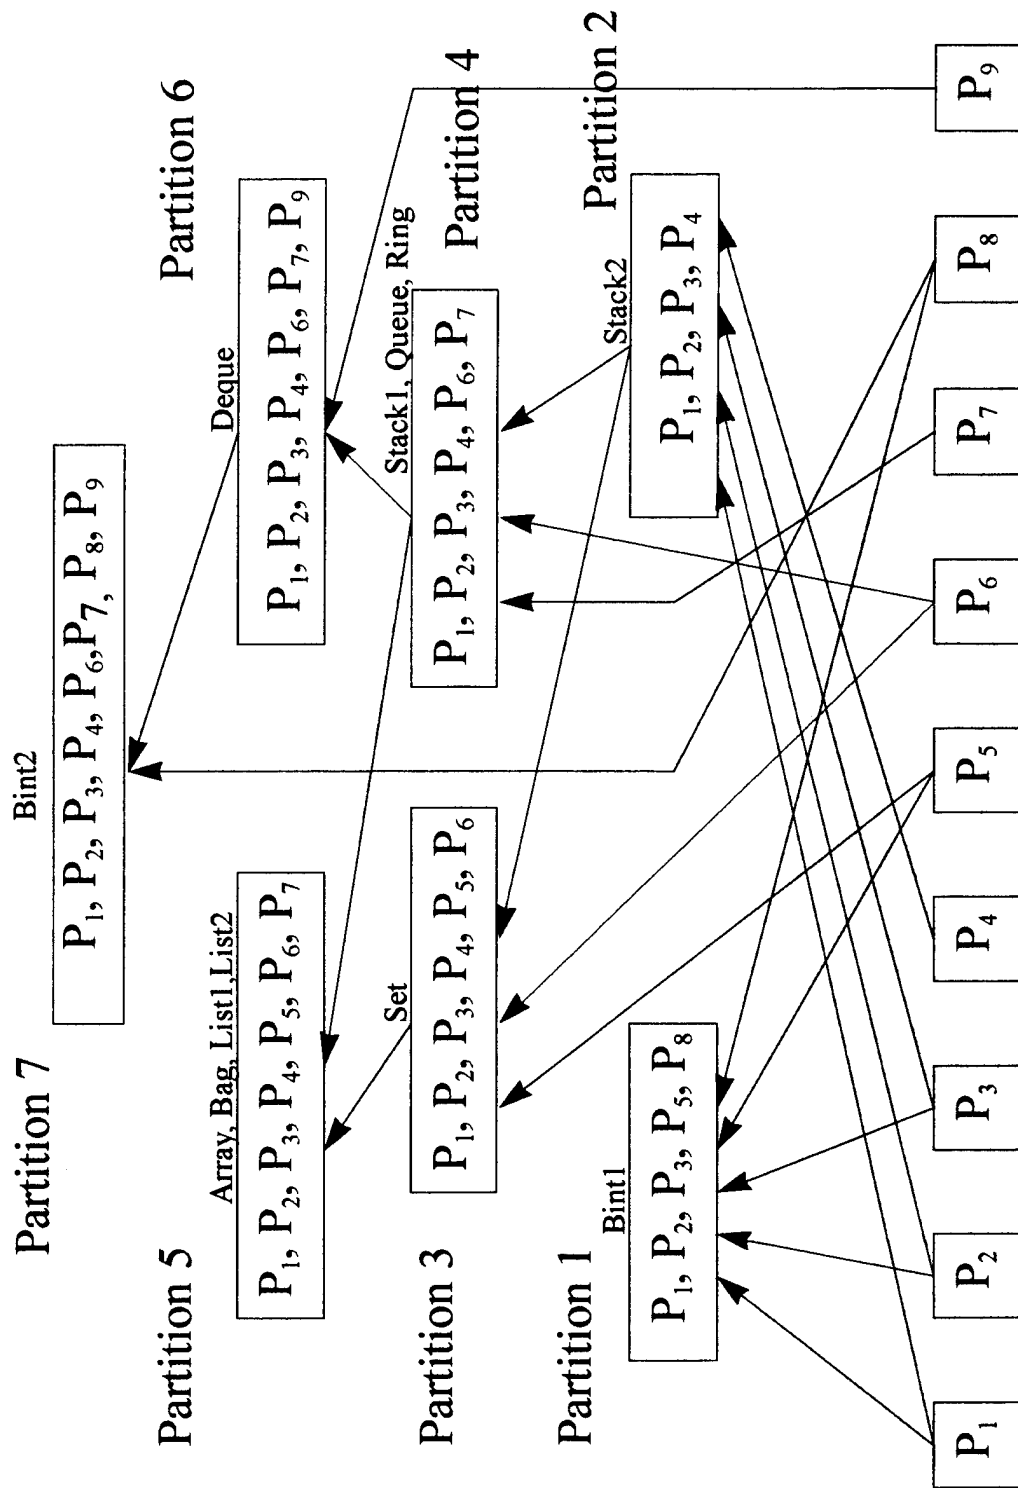 Partition 7
Bint2
P₁, P₂, P₃, P₄, P₆,P₇, P₈, P₉
Partition 5
Array, Bag, List1,List2
P₁, P₂, P₃, P₄, P₅, P₆, P₇
Partition 6
Deque
P₁, P₂, P₃, P₄, P₆, P₇, P₉
Partition 3
Set
P₁, P₂, P₃, P₄, P₅, P₆
Partition 4
Stack1, Queue, Ring
P₁, P₂, P₃, P₄, P₆, P₇
Partition 1
Bint1
P₁, P₂, P₃, P₅, P₈
Partition 2
Stack2
P₁, P₂, P₃, P₄
P₁
P₂
P₃
P₄
P₅
P₆
P₇
P₈
P₉